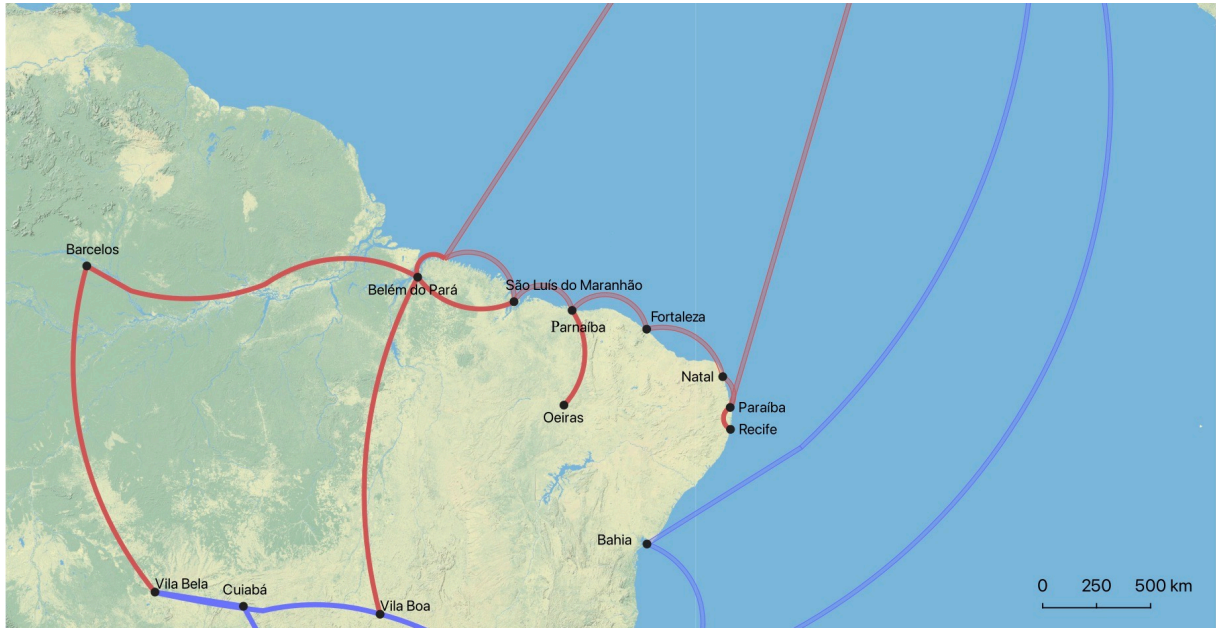 Barcelos
Belém do Pará
São Luís do Maranhão
Parnaíba
Fortaleza
Natal
Paraíba
Oeiras
Recife
Bahia
Vila Bela
Cuiabá
Vila Boa
0 250 500 km